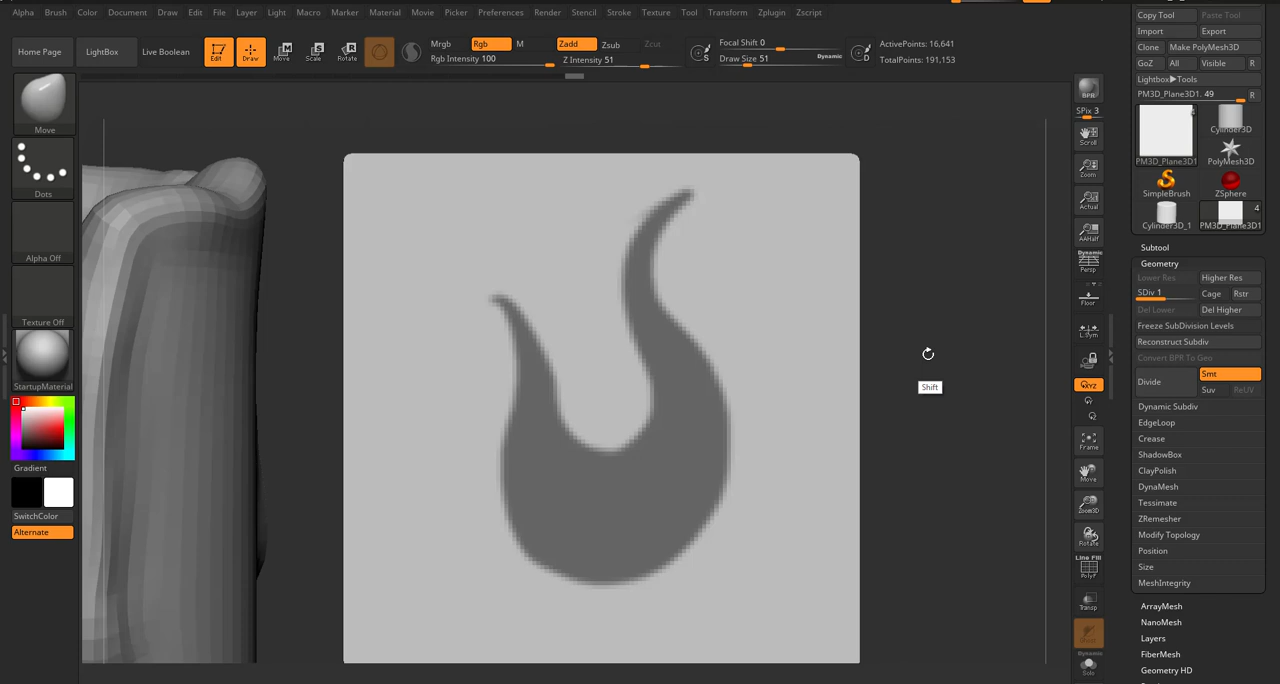 Alpha Brush Color Document Draw Edit File Layer Light Macro Marker Material Movie Picker Preferences Render Stencil Stroke Texture Tool Transform Zplugin Zscript
Home Page LightBox Live Boolean Edit Draw Move Scale Rotate
Mrgb Rgb M Zadd Zsub Zcut
Rgb Intensity 100 Z Intensity 51
Focal Shift 0
Draw Size 51 Dynamic
ActivePoints: 16,641
TotalPoints: 191,153
Move
Dots
Alpha Off
Texture Off
StartupMaterial
Gradient
SwitchColor
Alternate
Shift
BPR
SPix 3
Scroll
Zoom
Actual
AAHalf
Dynamic
Persp
Floor
L.Sym
XYZ
Frame
Move
Zoom3D
Rotate
Line Fill
PolyF
Transp
Dynamic
Solo
Copy Tool Paste Tool
Import Export
Clone Make PolyMesh3D
GoZ All Visible R
Lightbox▶Tools
PM3D_Plane3D1. 49 R
4
PM3D_Plane3D1
Cylinder3D
PolyMesh3D
SimpleBrush ZSphere
4
Cylinder3D_1 PM3D_Plane3D1
Subtool
Geometry
Lower Res Higher Res
SDiv 1 Cage Rstr
Del Lower Del Higher
Freeze SubDivision Levels
Reconstruct Subdiv
Convert BPR To Geo
Divide Smt
Suv ReUV
Dynamic Subdiv
EdgeLoop
Crease
ShadowBox
ClayPolish
DynaMesh
Tessimate
ZRemesher
Modify Topology
Position
Size
MeshIntegrity
ArrayMesh
NanoMesh
Layers
FiberMesh
Geometry HD